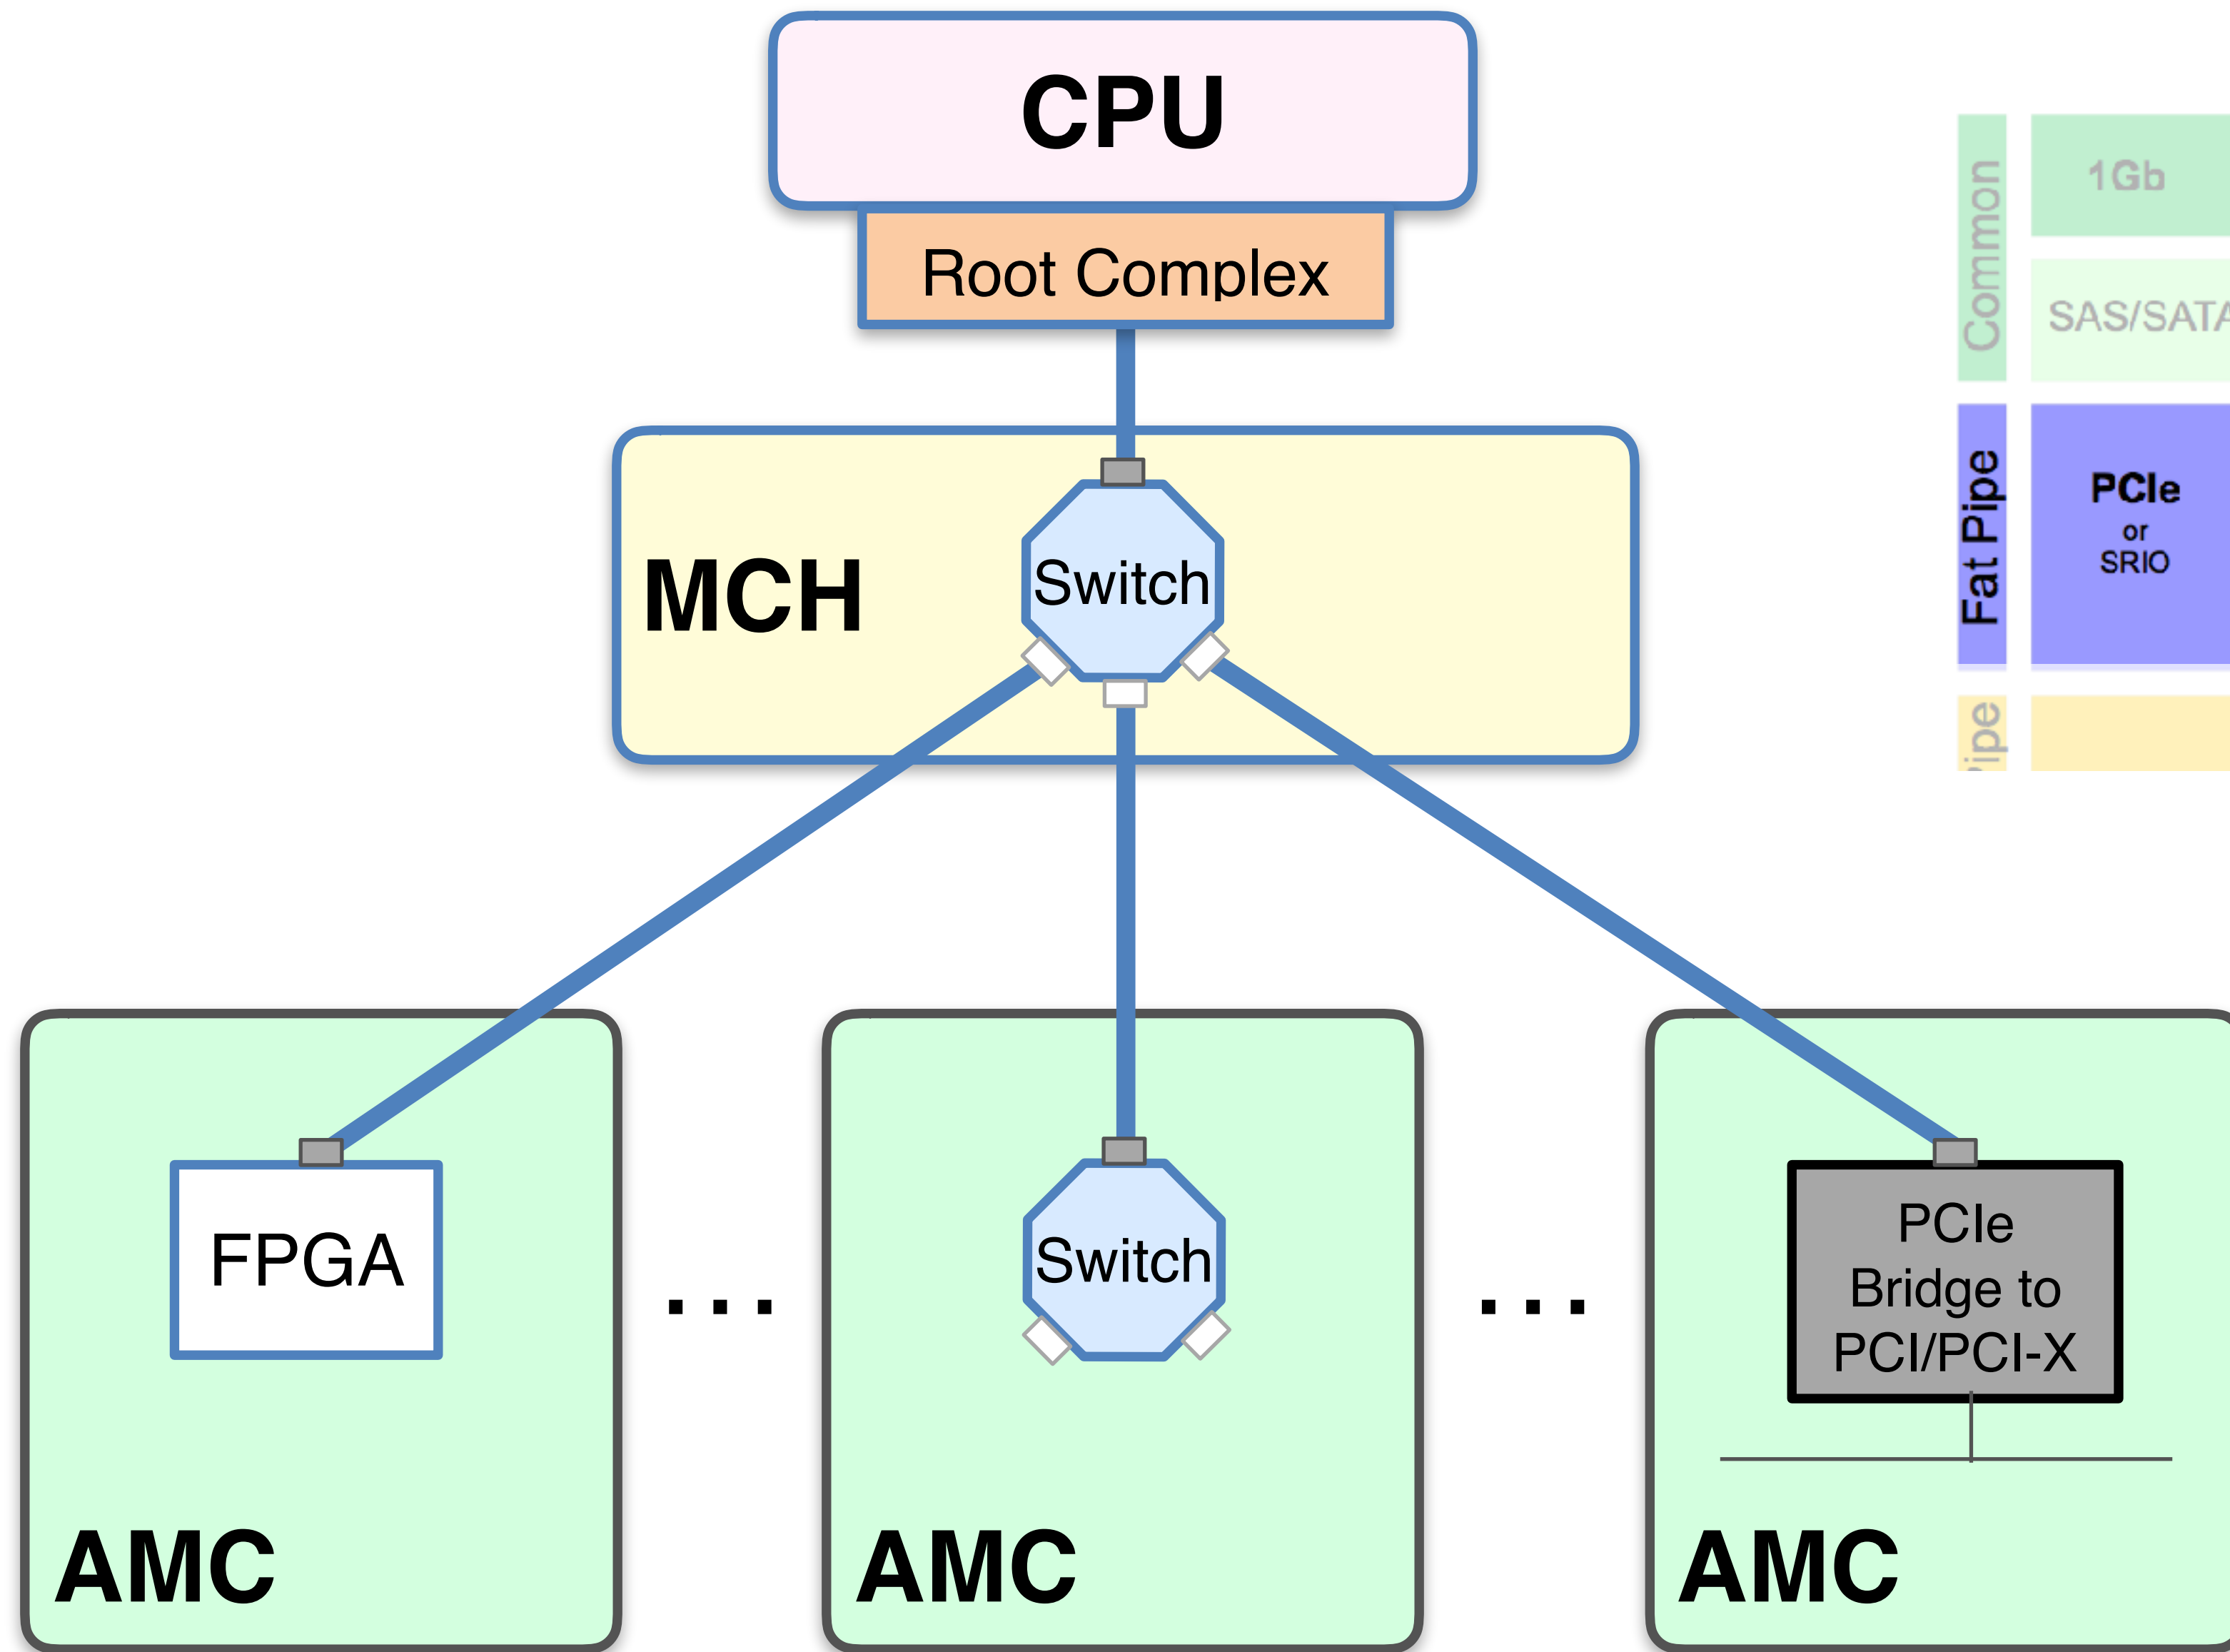 CPU
Root Complex
MCH
Switch
FPGA
AMC
. . .
Switch
AMC
. . .
PCIe
Bridge to
PCI/PCI-X
AMC
Common
1Gb
SAS/SATA
Fat Pipe
PCIe
or
SRIO